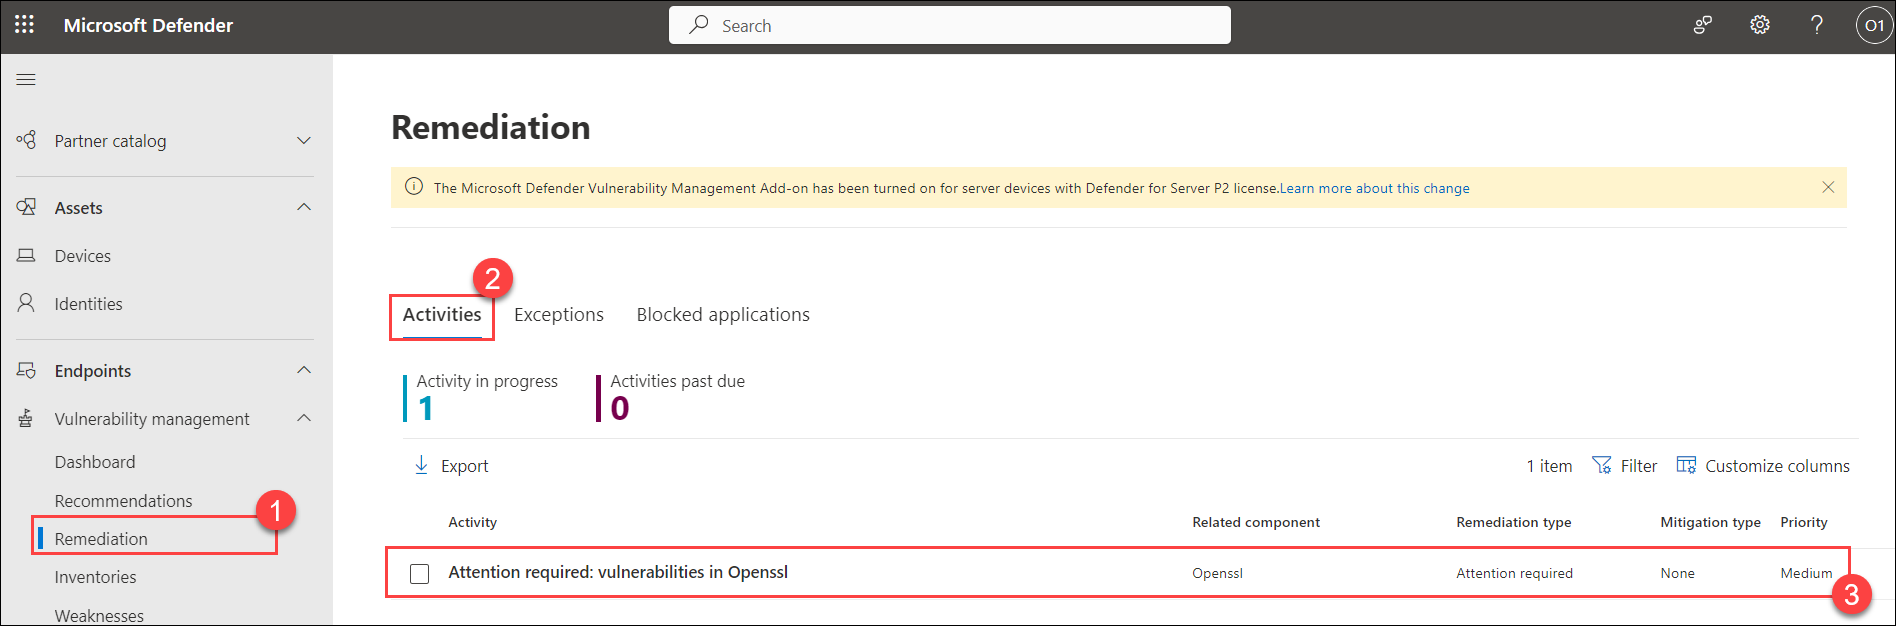 Microsoft Defender
Search
O1
Partner catalog
Assets
Devices
Identities
Endpoints
Vulnerability management
Dashboard
Recommendations
1
Remediation
Inventories
Weaknesses
Remediation
The Microsoft Defender Vulnerability Management Add-on has been turned on for server devices with Defender for Server P2 license.Learn more about this change
2
Activities Exceptions Blocked applications
Activity in progress Activities past due
1 0
Export 1 item Filter Customize columns
Activity Related component Remediation type Mitigation type Priority
Attention required: vulnerabilities in Openssl Openssl Attention required None Medium
3